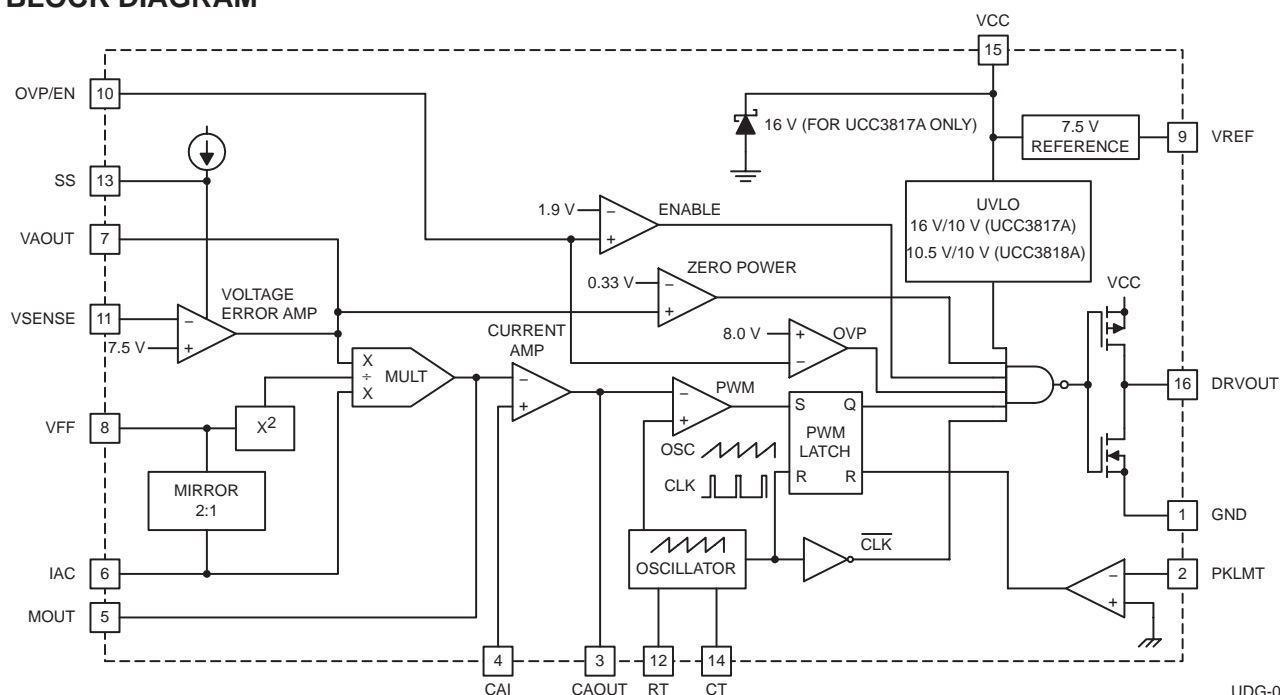 BLOCK DIAGRAM
VCC
15
OVP/EN 10
16 V (FOR UCC3817A ONLY)
7.5 V
REFERENCE
9 VREF
SS 13
1.9 V
−
+
ENABLE
UVLO
16 V/10 V (UCC3817A)
10.5 V/10 V (UCC3818A)
VAOUT 7
0.33 V
−
+
ZERO POWER
VCC
VSENSE 11
7.5 V
−
+
VOLTAGE
ERROR AMP
8.0 V
+
−
OVP
CURRENT
AMP
−
+
X
÷
X
MULT
PWM
−
+
16 DRVOUT
VFF 8
X2
S Q
PWM
LATCH
R R
OSC
CLK
MIRROR
2:1
1 GND
OSCILLATOR
CLK
IAC 6
−
+
2 PKLMT
MOUT 5
4
3
12
14
CAI
CAOUT
RT
CT
UDG-0